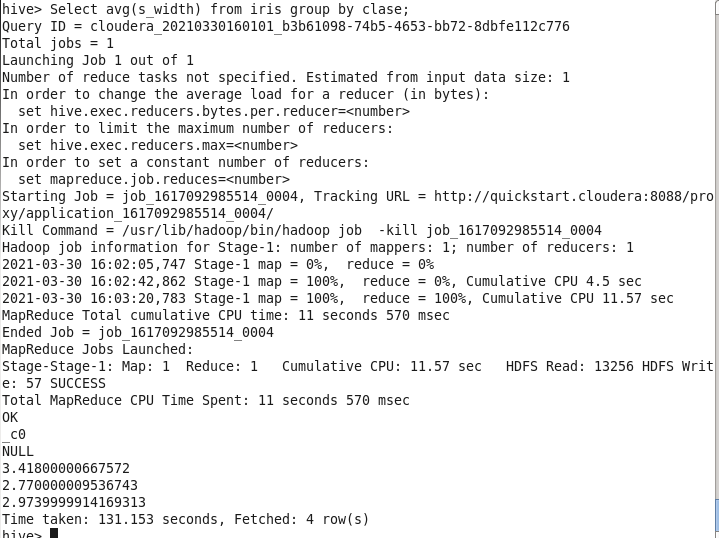 hive> Select avg(s_width) from iris group by clase;
Query ID = cloudera_20210330160101_b3b61098-74b5-4653-bb72-8dbfe112c776
Total jobs = 1
Launching Job 1 out of 1
Number of reduce tasks not specified. Estimated from input data size: 1
In order to change the average load for a reducer (in bytes):
  set hive.exec.reducers.bytes.per.reducer=<number>
In order to limit the maximum number of reducers:
  set hive.exec.reducers.max=<number>
In order to set a constant number of reducers:
  set mapreduce.job.reduces=<number>
Starting Job = job_1617092985514_0004, Tracking URL = http://quickstart.cloudera:8088/pro
xy/application_1617092985514_0004/
Kill Command = /usr/lib/hadoop/bin/hadoop job  -kill job_1617092985514_0004
Hadoop job information for Stage-1: number of mappers: 1; number of reducers: 1
2021-03-30 16:02:05,747 Stage-1 map = 0%,  reduce = 0%
2021-03-30 16:02:42,862 Stage-1 map = 100%,  reduce = 0%, Cumulative CPU 4.5 sec
2021-03-30 16:03:20,783 Stage-1 map = 100%,  reduce = 100%, Cumulative CPU 11.57 sec
MapReduce Total cumulative CPU time: 11 seconds 570 msec
Ended Job = job_1617092985514_0004
MapReduce Jobs Launched:
Stage-Stage-1: Map: 1  Reduce: 1   Cumulative CPU: 11.57 sec   HDFS Read: 13256 HDFS Writ
e: 57 SUCCESS
Total MapReduce CPU Time Spent: 11 seconds 570 msec
OK
_c0
NULL
3.41800000667572
2.770000009536743
2.9739999914169313
Time taken: 131.153 seconds, Fetched: 4 row(s)
hive>